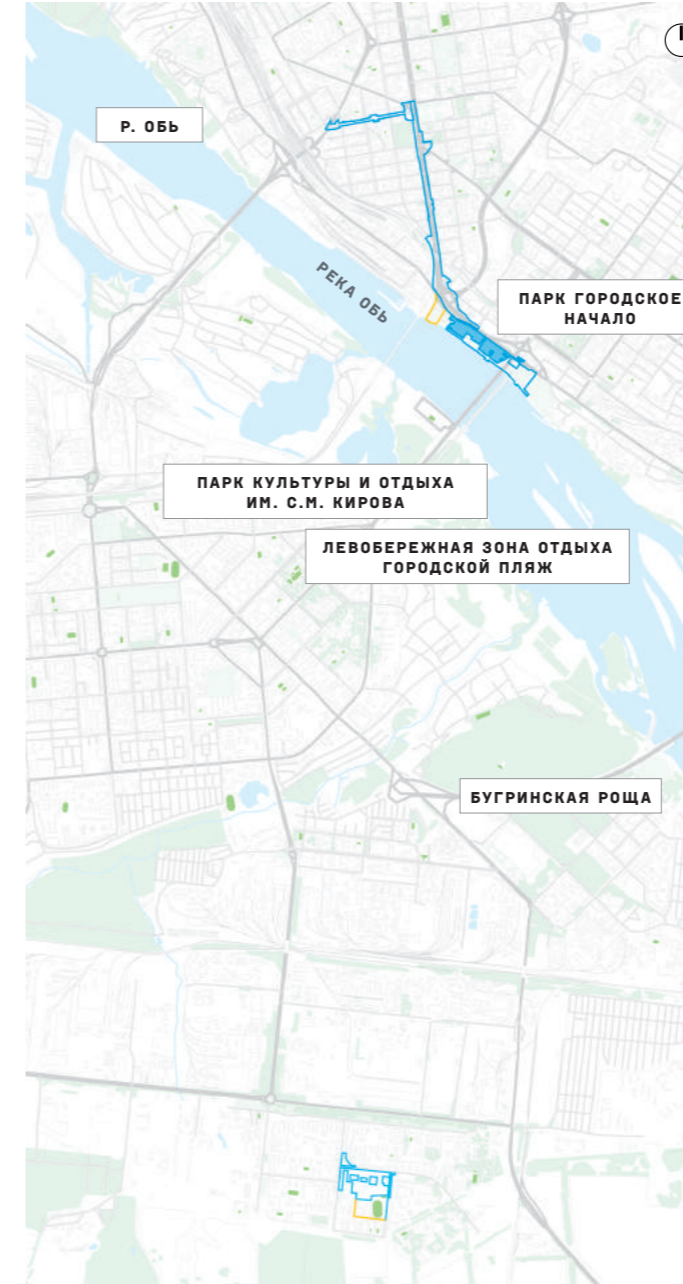 Р. ОБЬ
РЕКА ОБЬ
ПАРК ГОРОДСКОЕ
НАЧАЛО
ПАРК КУЛЬТУРЫ И ОТДЫХА
ИМ. С.М. КИРОВА
ЛЕВОБЕРЕЖНАЯ ЗОНА ОТДЫХА
ГОРОДСКОЙ ПЛЯЖ
БУГРИНСКАЯ РОЩА